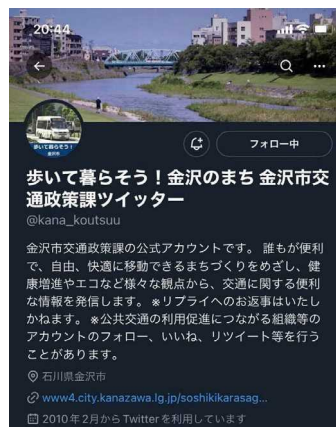 20:44
歩いて暮らそう!
金沢市
フォロー中
歩いて暮らそう!金沢のまち 金沢市交
通政策課ツイッター
@kana_koutsuu
金沢市交通政策課の公式アカウントです。 誰もが便利
で、自由、快適に移動できるまちづくりをめざし、健
康増進やエコなど様々な観点から、交通に関する便利
な情報を発信します。 ※リプライへのお返事はいたし
かねます。 ※公共交通の利用促進につながる組織等の
アカウントのフォロー、いいね、リツイート等を行う
ことがあります。
石川県金沢市
www4.city.kanazawa.lg.jp/soshikikarasag...
2010年2月からTwitterを利用しています